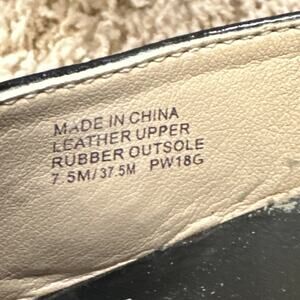 MADE IN CHINA
LEATHER UPPER
RUBBER OUTSOLE
7.5M/37.5M PW18G